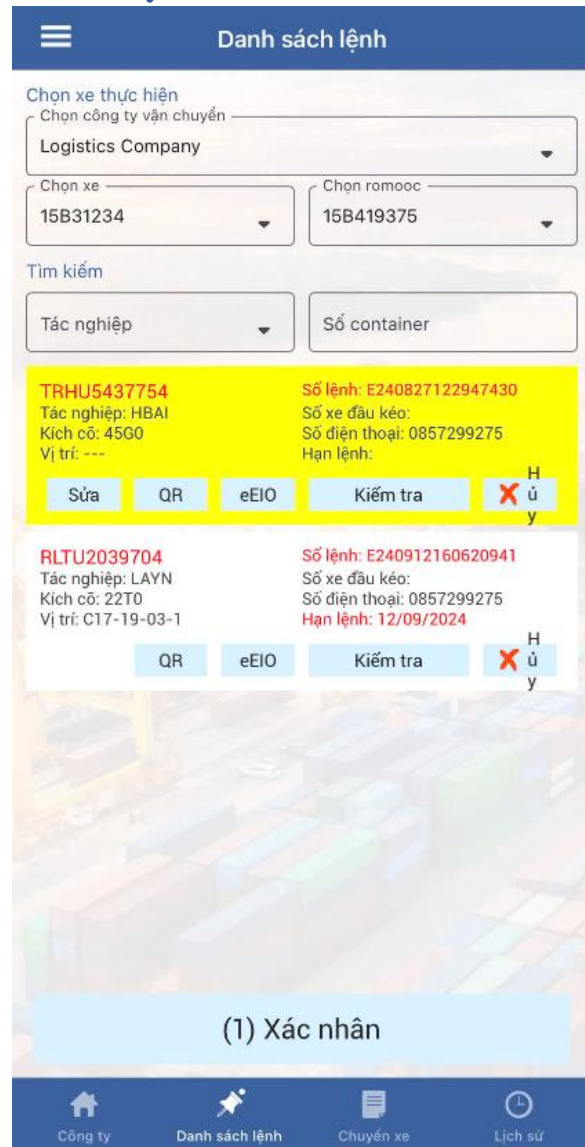 Danh sách lệnh
Chọn xe thực hiện
Chọn công ty vận chuyển
Logistics Company
Chọn xe
Chọn romooc
15B31234
15B419375
Tìm kiếm
Tác nghiệp
Số container
TRHU5437754
Số lệnh: E240827122947430
Tác nghiệp: HBAI
Số xe đầu kéo:
Kích cỡ: 45G0
Số điện thoại: 0857299275
Vị trí: ---
Hạn lệnh:
Sửa
QR
eEIO
Kiểm tra
Hủy
RLTU2039704
Số lệnh: E240912160620941
Tác nghiệp: LAYN
Số xe đầu kéo:
Kích cỡ: 22T0
Số điện thoại: 0857299275
Vị trí: C17-19-03-1
Hạn lệnh: 12/09/2024
QR
eEIO
Kiểm tra
Hủy
(1) Xác nhân
Công ty
Danh sách lệnh
Chuyến xe
Lịch sử